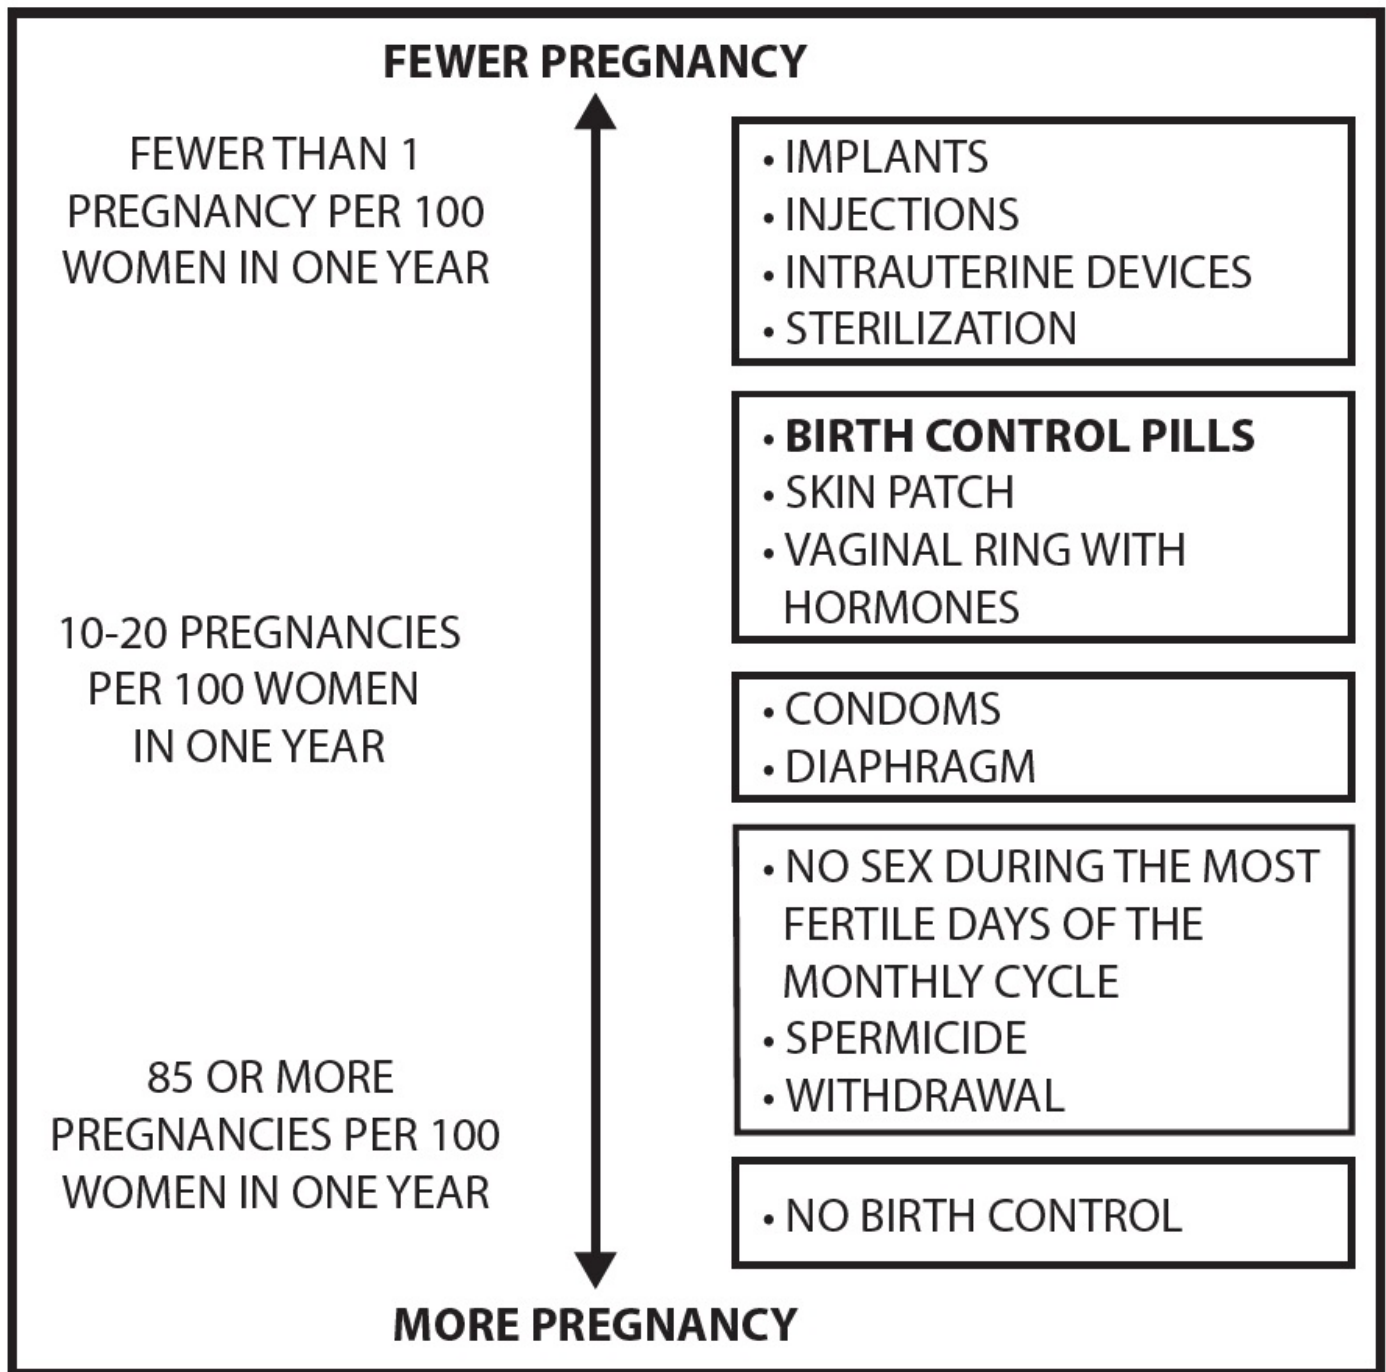 FEWER PREGNANCY
FEWER THAN 1
PREGNANCY PER 100
WOMEN IN ONE YEAR
• IMPLANTS
• INJECTIONS
• INTRAUTERINE DEVICES
• STERILIZATION
• BIRTH CONTROL PILLS
• SKIN PATCH
• VAGINAL RING WITH
HORMONES
10-20 PREGNANCIES
PER 100 WOMEN
IN ONE YEAR
• CONDOMS
• DIAPHRAGM
• NO SEX DURING THE MOST
FERTILE DAYS OF THE
MONTHLY CYCLE
• SPERMICIDE
• WITHDRAWAL
85 OR MORE
PREGNANCIES PER 100
WOMEN IN ONE YEAR
• NO BIRTH CONTROL
MORE PREGNANCY